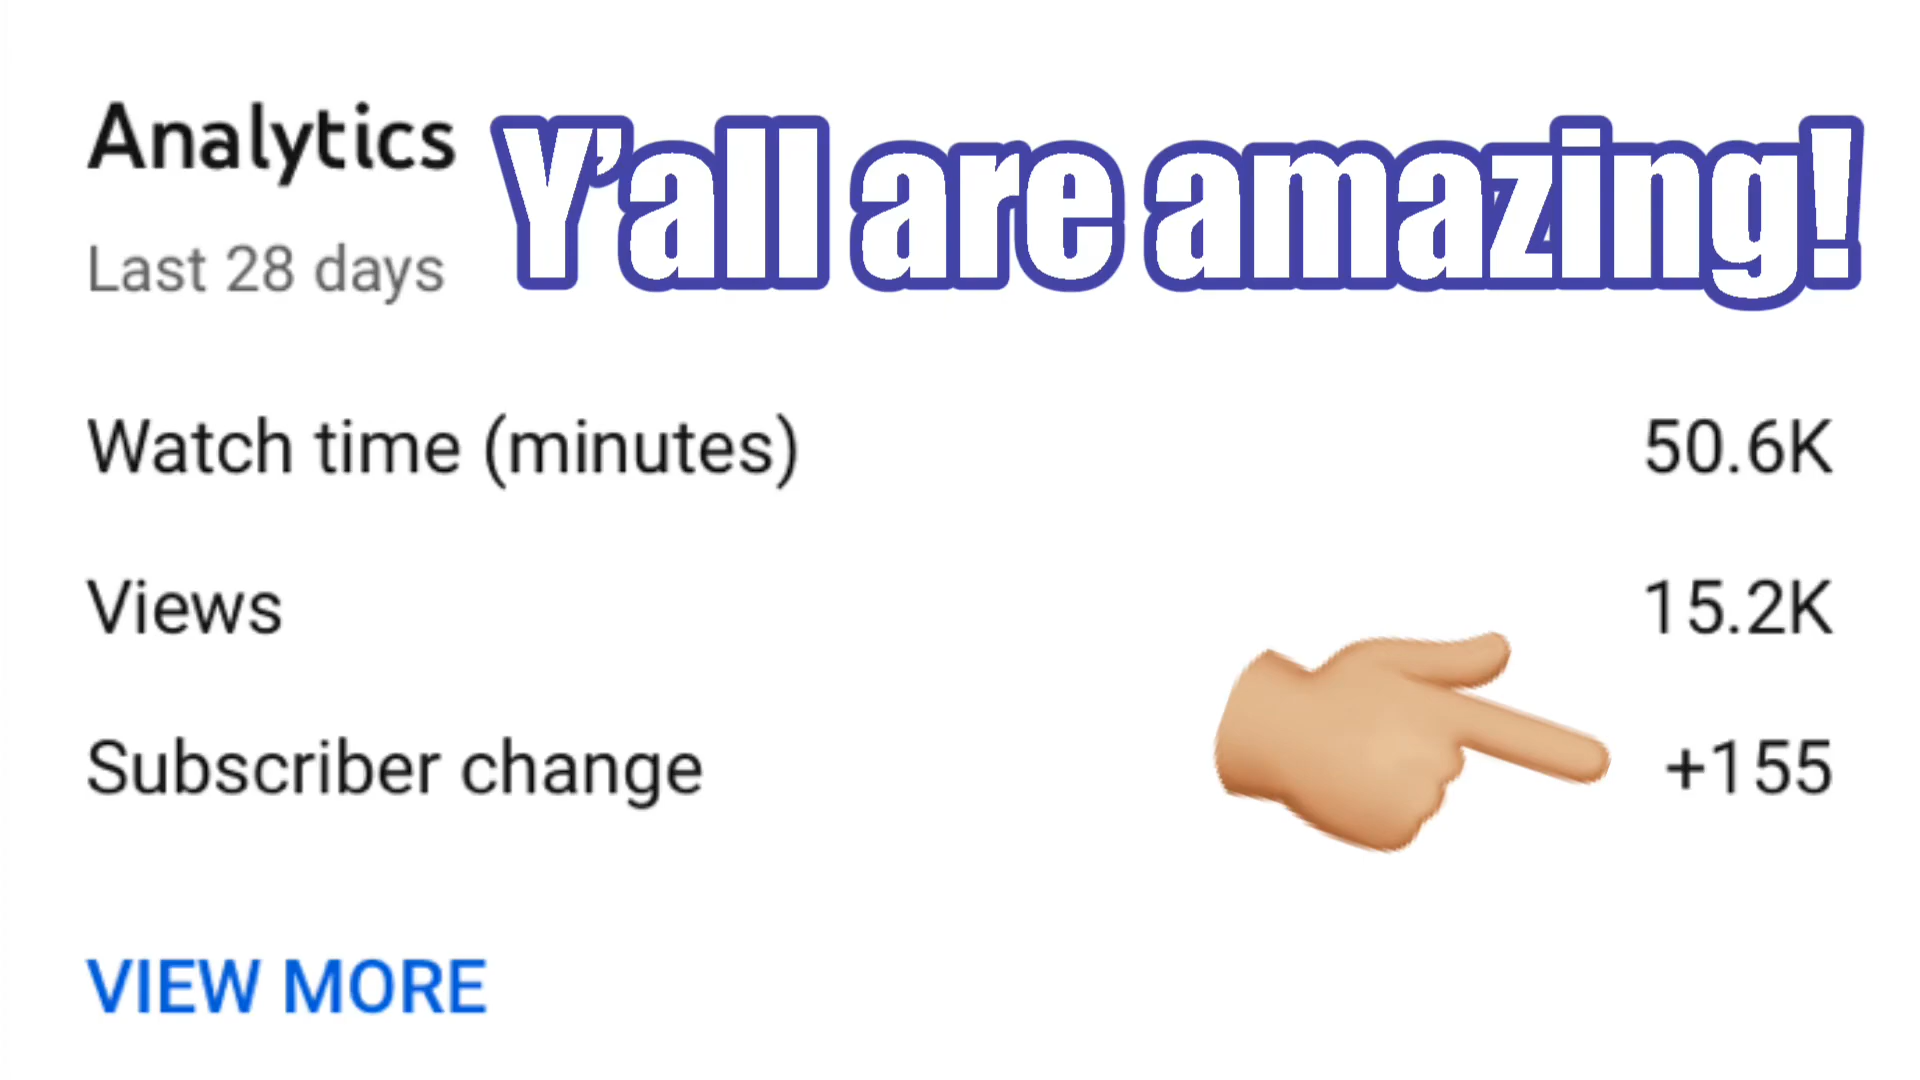 Analytics
Y'all are amazing!
Last 28 days
Watch time (minutes) 50.6K
Views 15.2K
Subscriber change +155
VIEW MORE